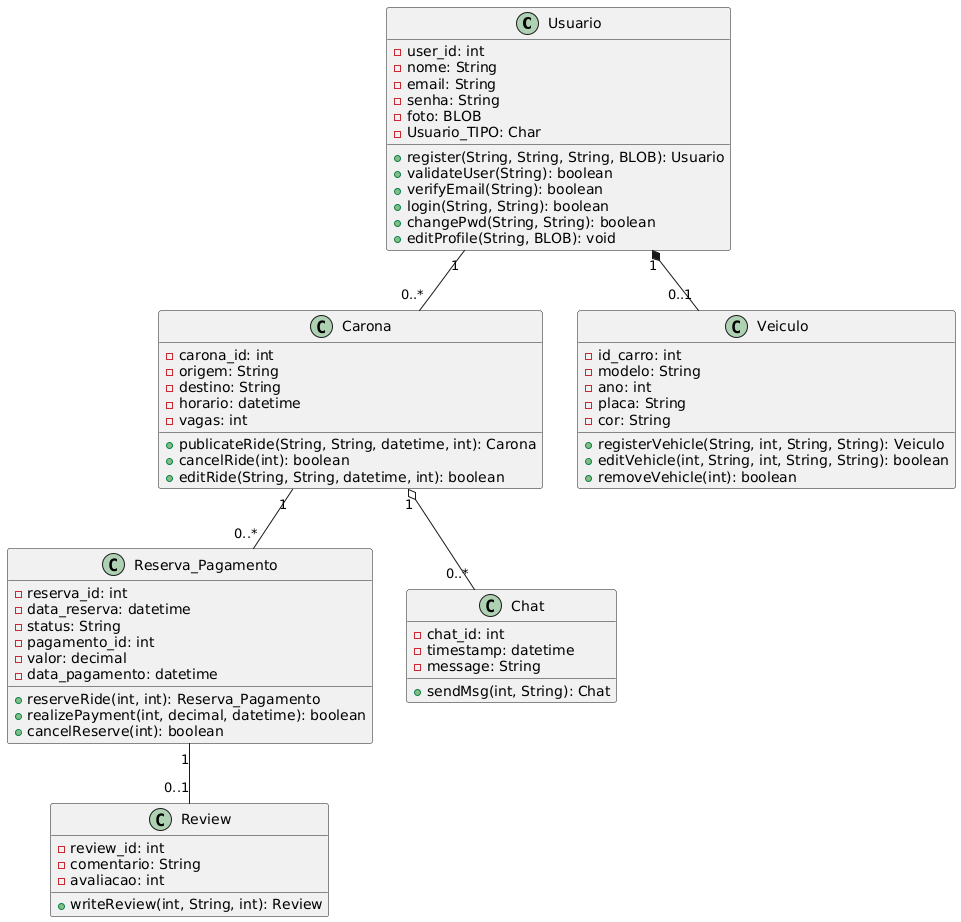 C Usuario
user_id: int
nome: String
email: String
senha: String
foto: BLOB
Usuario_TIPO: Char
register(String, String, String, BLOB): Usuario
validateUser(String): boolean
verifyEmail(String): boolean
login(String, String): boolean
changePwd(String, String): boolean
editProfile(String, BLOB): void
1
1
0..*
0..1
C Carona
carona_id: int
origem: String
destino: String
horario: datetime
vagas: int
publicateRide(String, String, datetime, int): Carona
cancelRide(int): boolean
editRide(String, String, datetime, int): boolean
C Veiculo
id_carro: int
modelo: String
ano: int
placa: String
cor: String
registerVehicle(String, int, String, String): Veiculo
editVehicle(int, String, int, String, String): boolean
removeVehicle(int): boolean
1
1
0..*
0..*
C Reserva_Pagamento
reserva_id: int
data_reserva: datetime
status: String
pagamento_id: int
valor: decimal
data_pagamento: datetime
reserveRide(int, int): Reserva_Pagamento
realizePayment(int, decimal, datetime): boolean
cancelReserve(int): boolean
C Chat
chat_id: int
timestamp: datetime
message: String
sendMsg(int, String): Chat
1
0..1
C Review
review_id: int
comentario: String
avaliacao: int
writeReview(int, String, int): Review